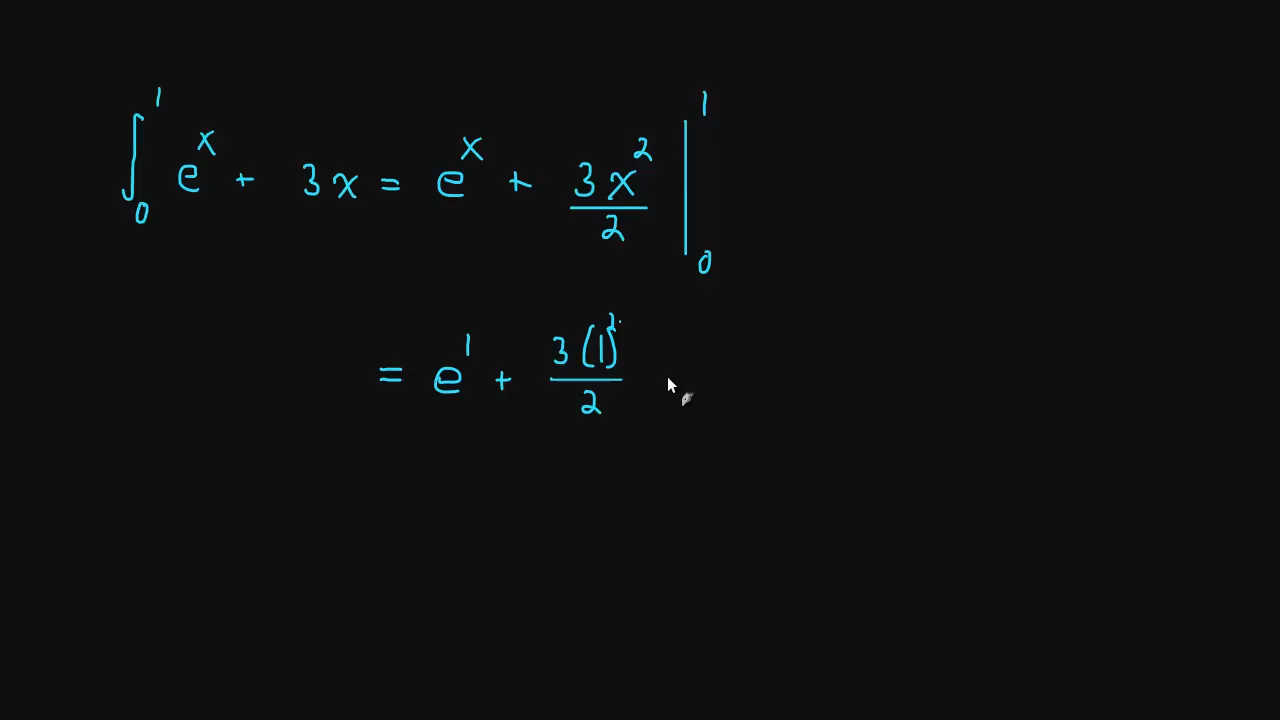 ∫₀¹ eˣ + 3x = eˣ + 3x²/2 |₀¹
= e¹ + 3(1)²/2